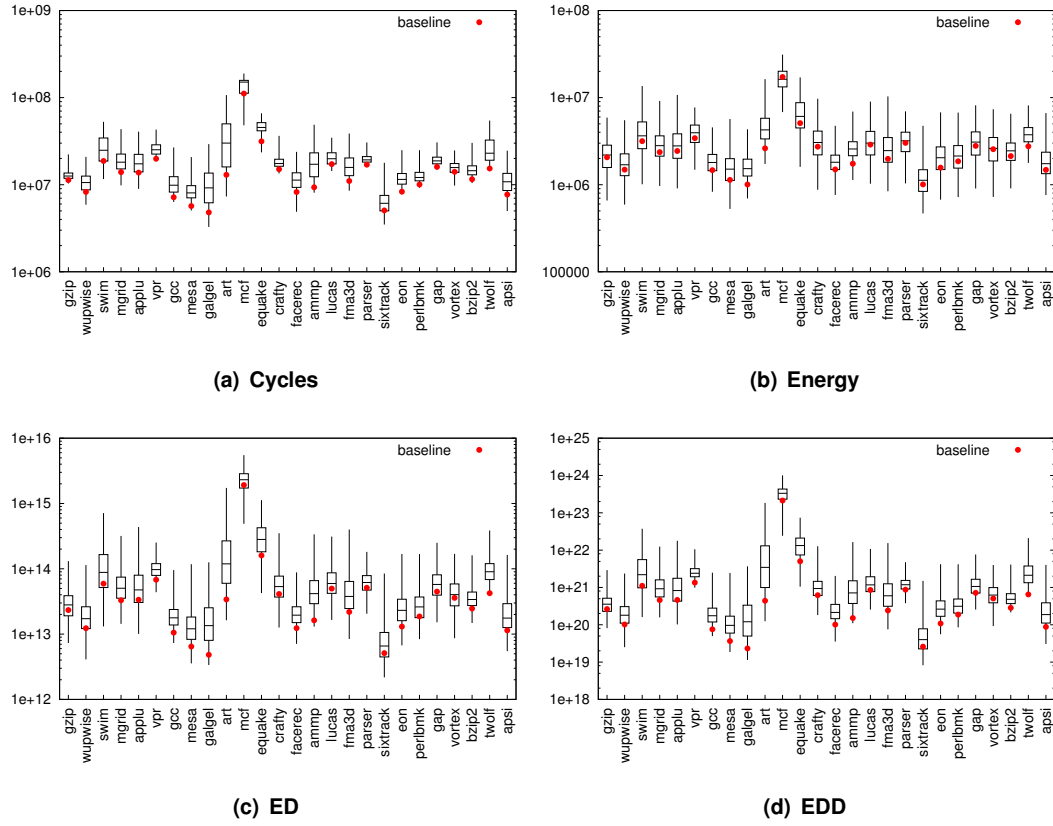 1e+09
baseline
1e+08
1e+07
1e+06
gzip
wupwise
swim
mgrid
applu
vpr
gcc
mesa
galgel
art
mcf
equake
crafty
facerec
ammp
lucas
fma3d
parser
sixtrack
eon
perlbmk
gap
vortex
bzip2
twolf
apsi
(a) Cycles
1e+08
baseline
1e+07
1e+06
100000
gzip
wupwise
swim
mgrid
applu
vpr
gcc
mesa
galgel
art
mcf
equake
crafty
facerec
ammp
lucas
fma3d
parser
sixtrack
eon
perlbmk
gap
vortex
bzip2
twolf
apsi
(b) Energy
1e+16
baseline
1e+15
1e+14
1e+13
1e+12
gzip
wupwise
swim
mgrid
applu
vpr
gcc
mesa
galgel
art
mcf
equake
crafty
facerec
ammp
lucas
fma3d
parser
sixtrack
eon
perlbmk
gap
vortex
bzip2
twolf
apsi
(c) ED
1e+25
baseline
1e+24
1e+23
1e+22
1e+21
1e+20
1e+19
1e+18
gzip
wupwise
swim
mgrid
applu
vpr
gcc
mesa
galgel
art
mcf
equake
crafty
facerec
ammp
lucas
fma3d
parser
sixtrack
eon
perlbmk
gap
vortex
bzip2
twolf
apsi
(d) EDD